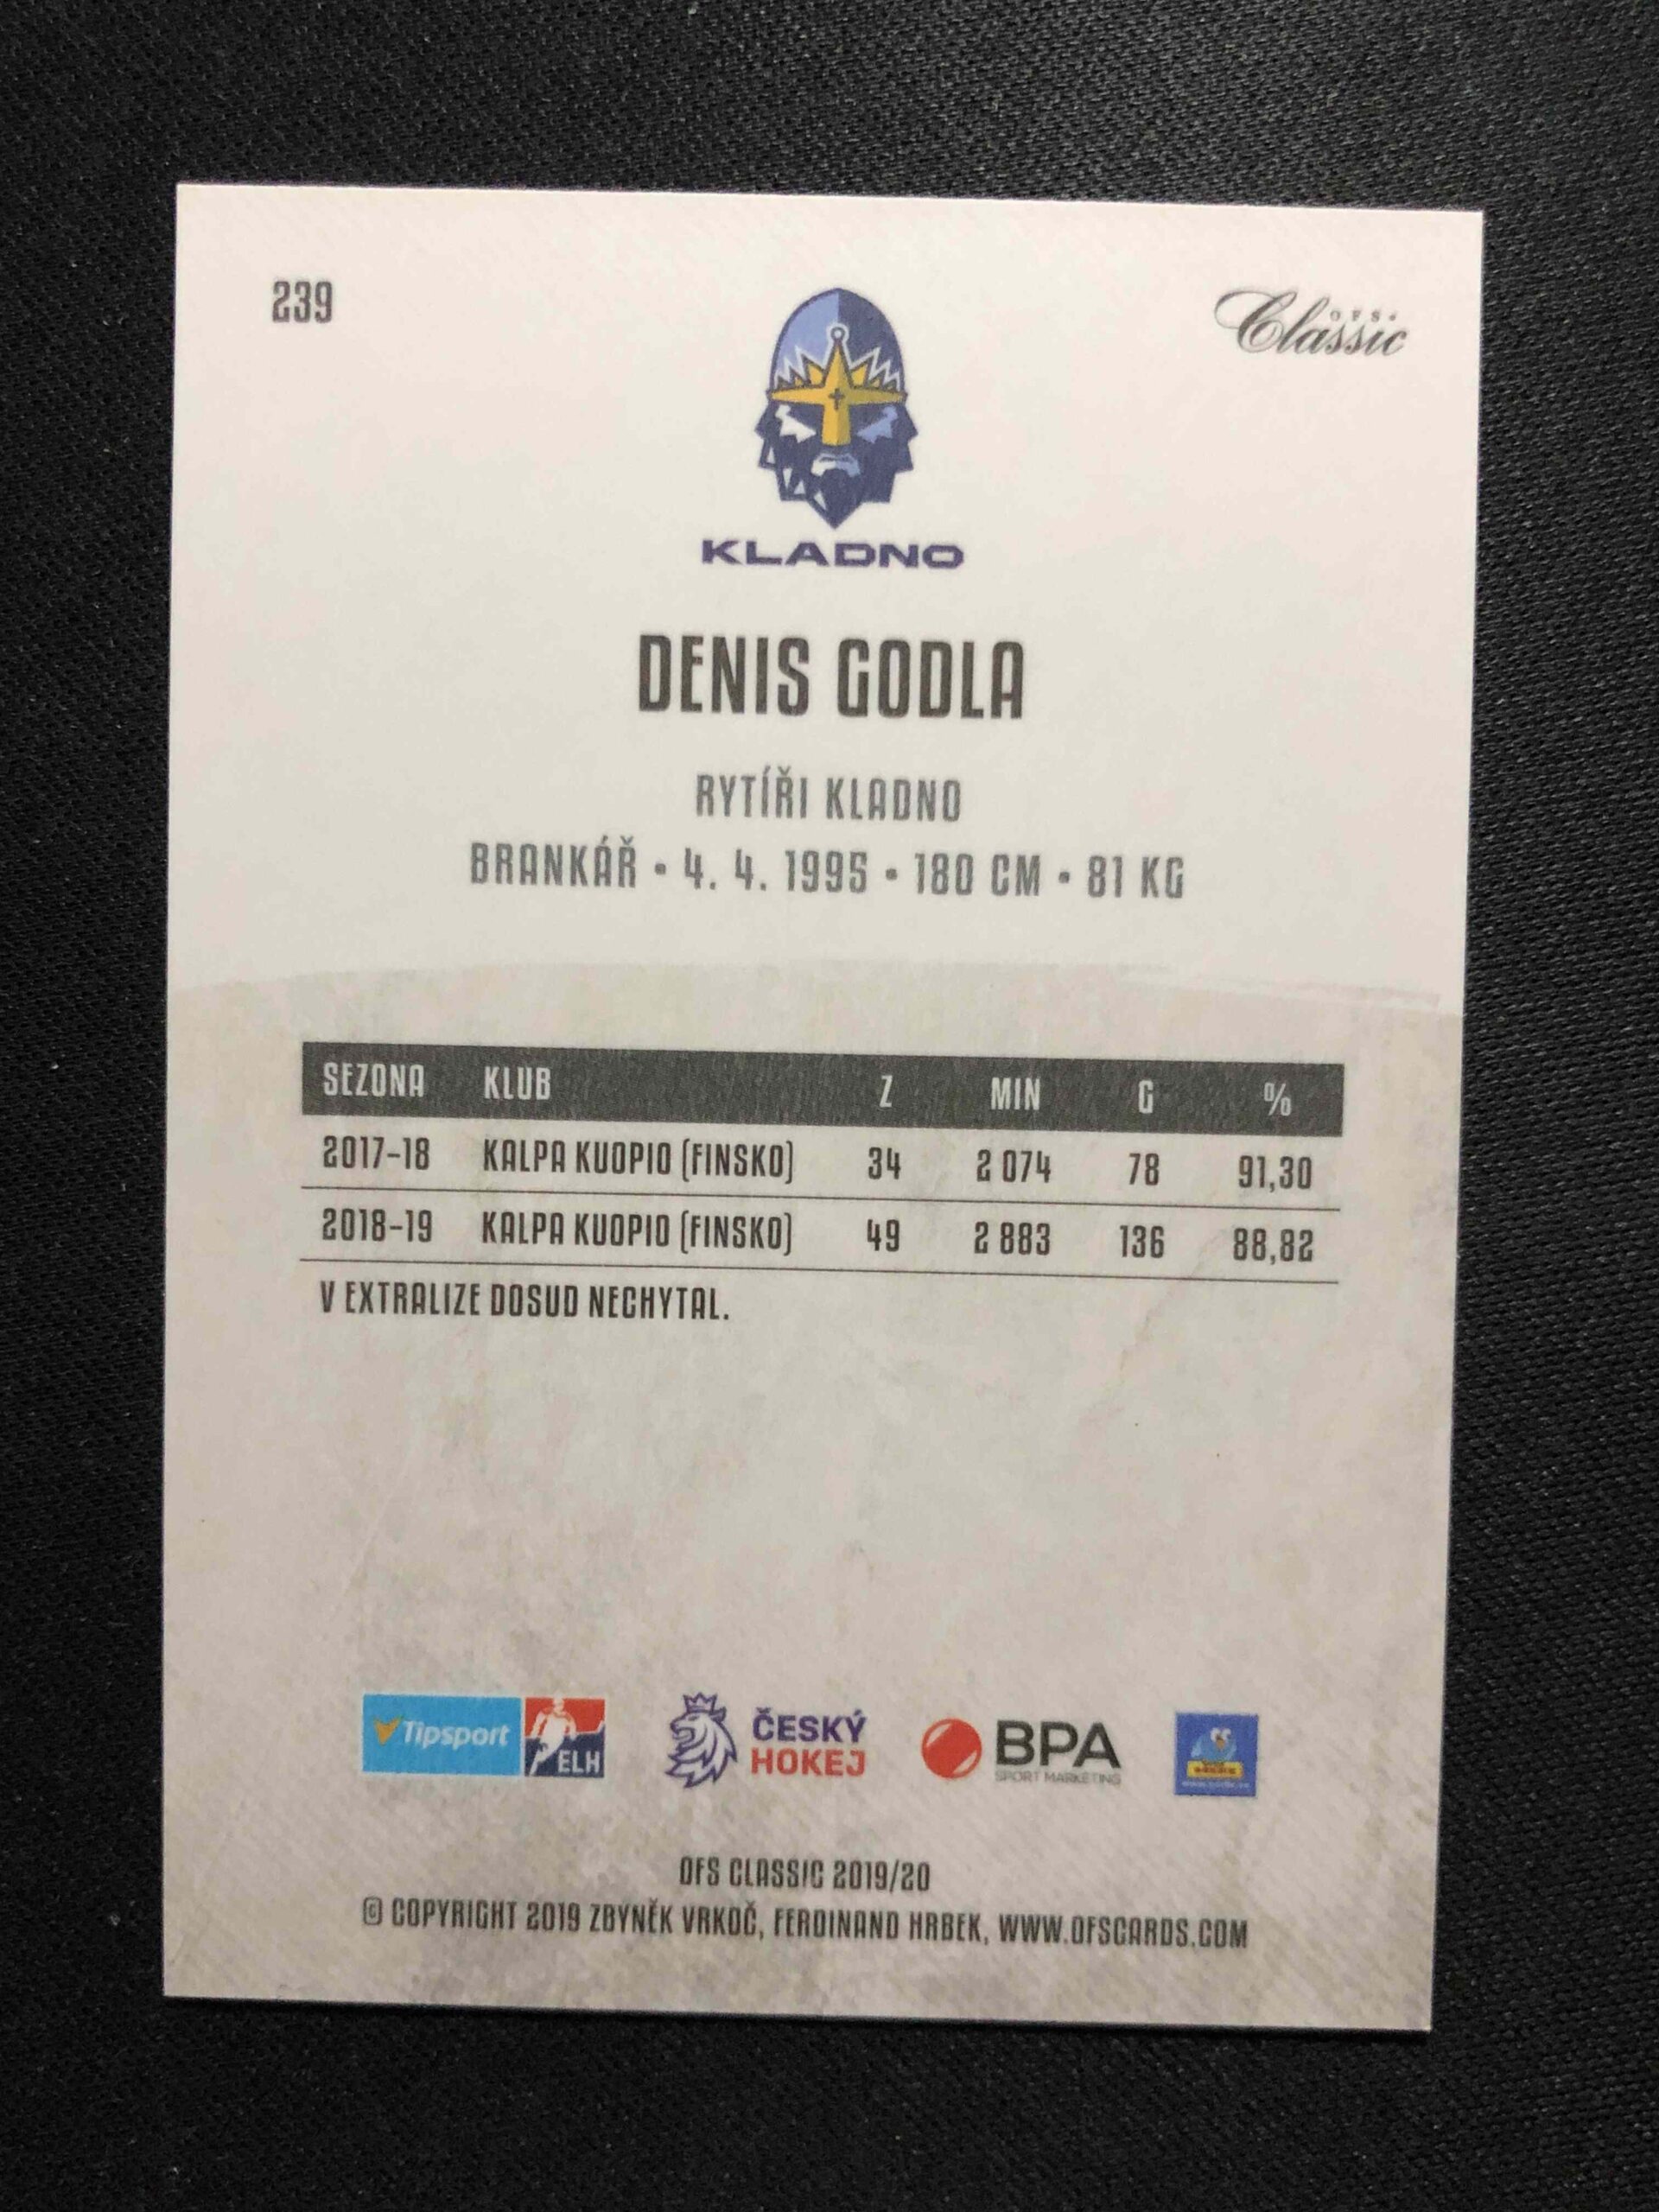 239
OFS
Classic
KLADNO
DENIS GODLA
RYTÍŘI KLADNO
BRANKÁŘ • 4. 4. 1995 • 180 CM • 81 KG
SEZONA KLUB Z MIN G %
2017-18 KALPA KUOPIO (FINSKO) 34 2 074 78 91,30
2018-19 KALPA KUOPIO (FINSKO) 49 2 883 136 88,82
V EXTRALIZE DOSUD NECHYTAL.
Tipsport ELH
ČESKÝ
HOKEJ
BPA
SPORT MARKETING
OFS CLASSIC 2019/20
© COPYRIGHT 2019 ZBYNĚK VRKOČ, FERDINAND HRBEK, WWW.OFSCARDS.COM